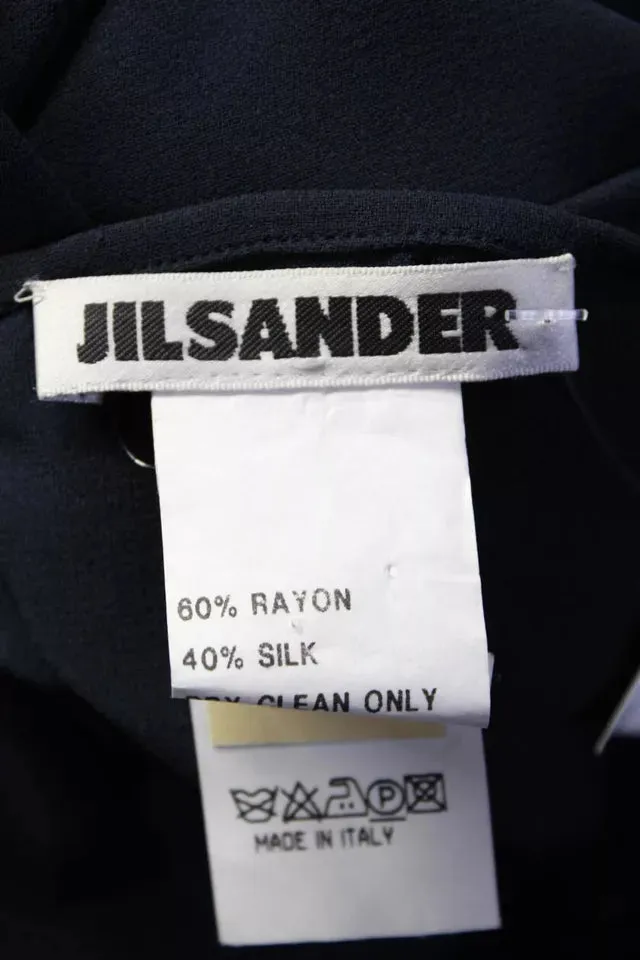 JILSANDER
60% RAYON
40% SILK
DRY CLEAN ONLY
P
MADE IN ITALY